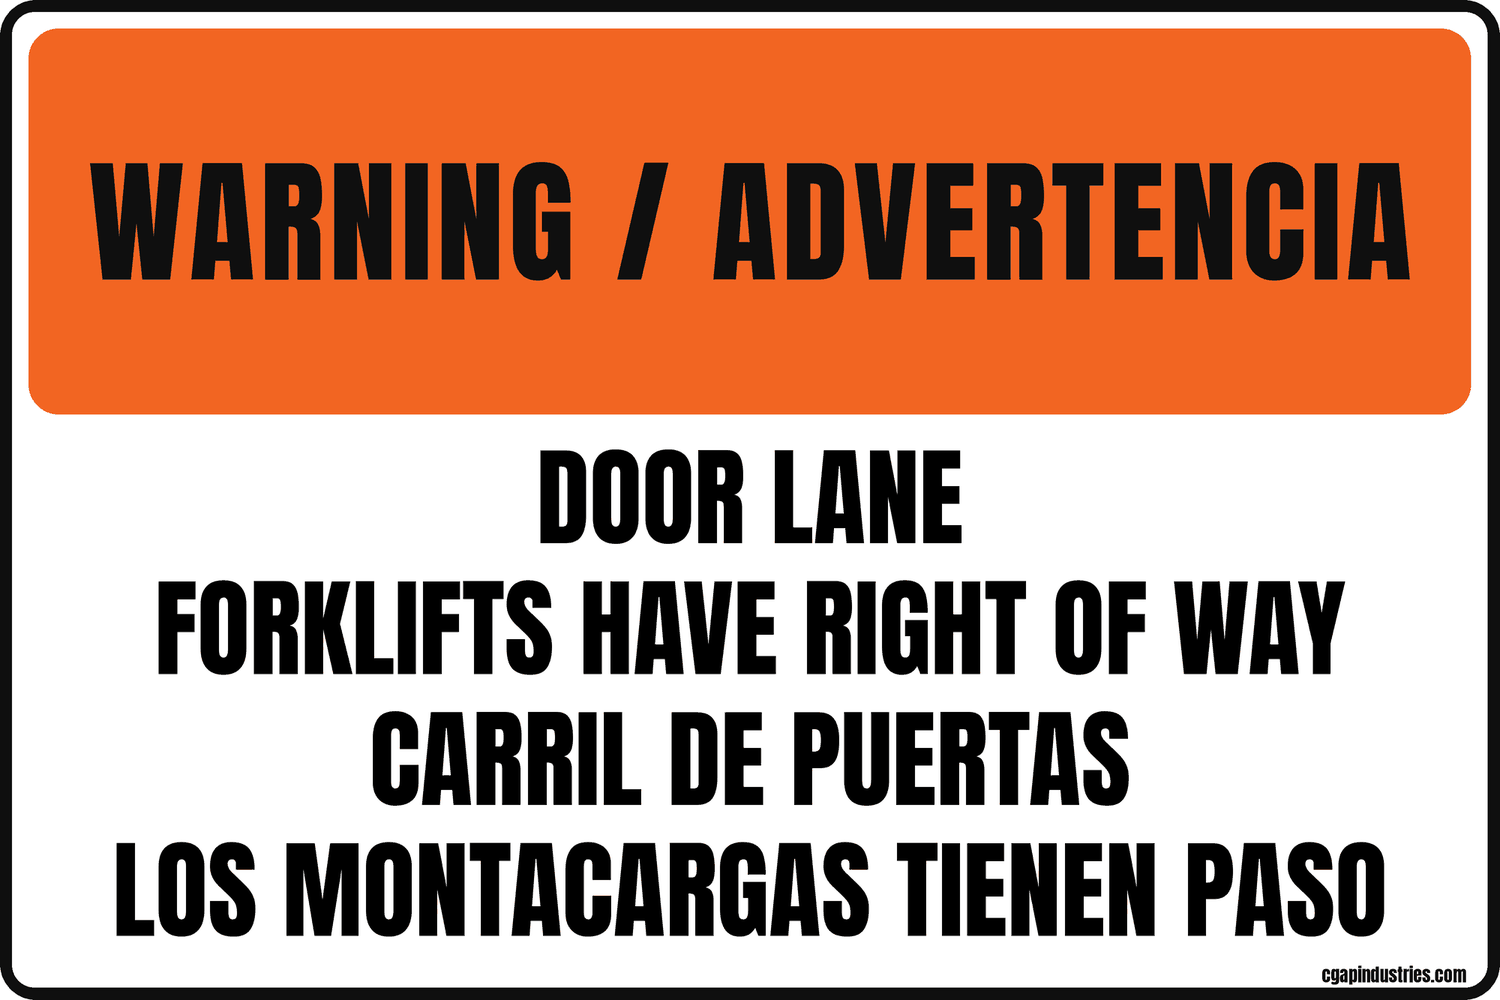 WARNING / ADVERTENCIA
DOOR LANE
FORKLIFTS HAVE RIGHT OF WAY
CARRIL DE PUERTAS
LOS MONTACARGAS TIENEN PASO
cgapindustries.com